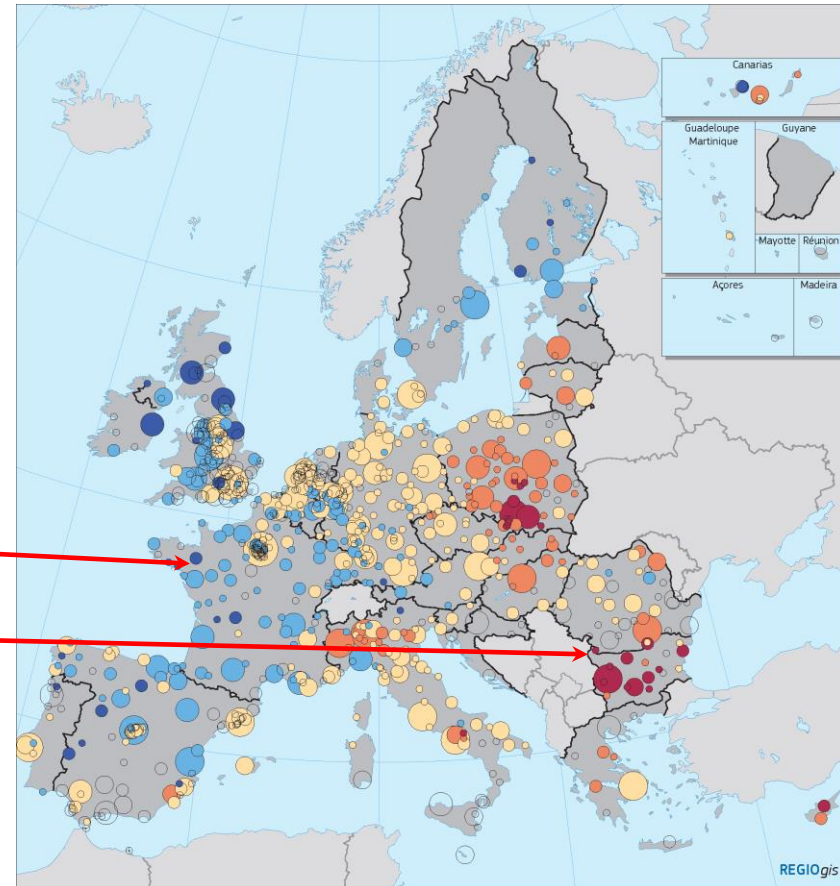 Canarias
Guadeloupe
Martinique
Guyane
Mayotte
Réunion
Açores
Madeira
REGIOgis